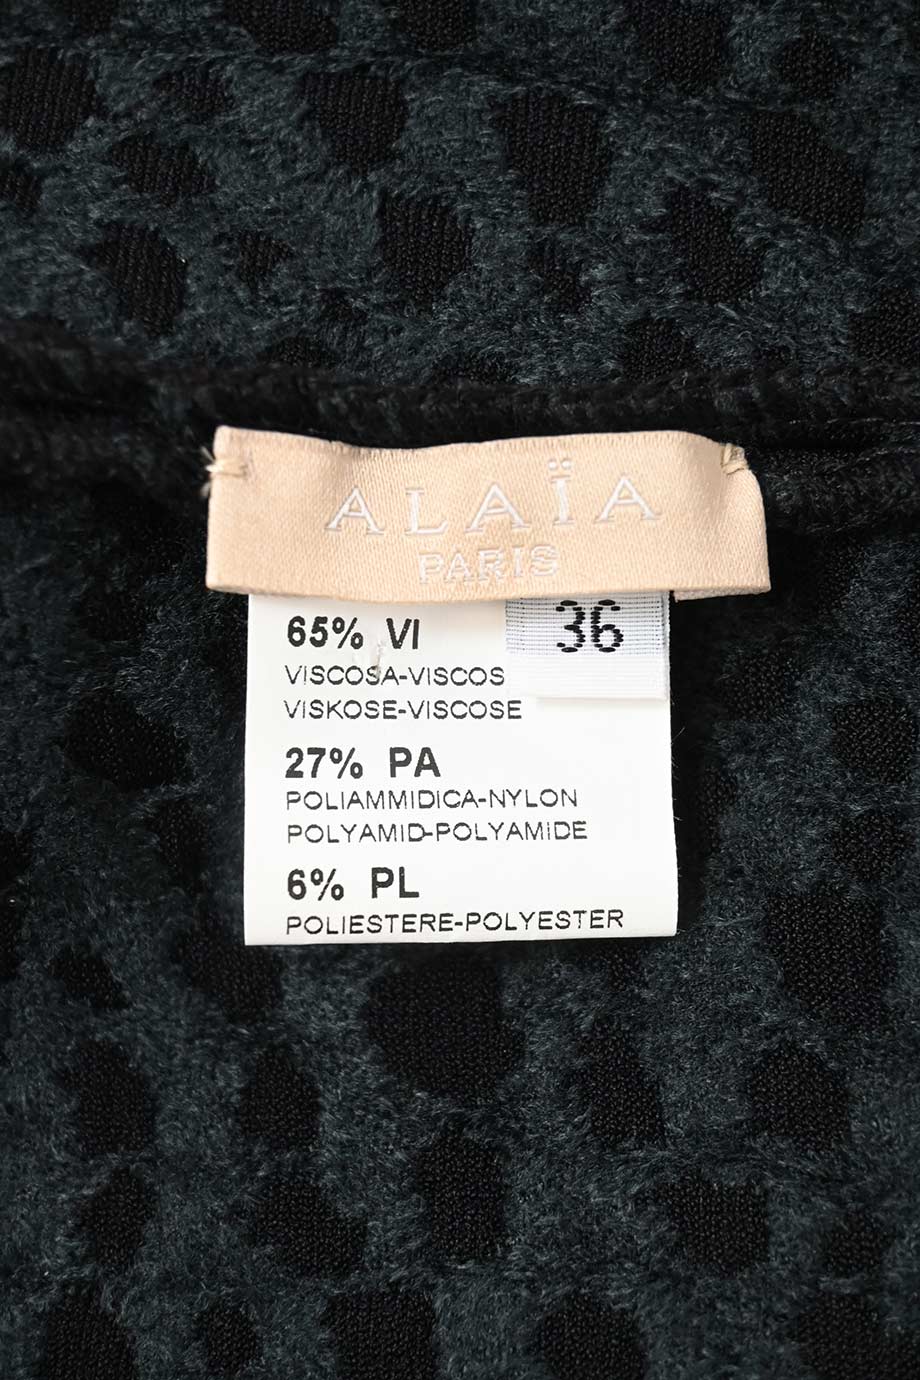 ALAÏA
PARIS
36
65% VI
VISCOSA-VISCOS
VISKOSE-VISCOSE
27% PA
POLIAMMIDICA-NYLON
POLYAMID-POLYAMIDE
6% PL
POLIESTERE-POLYESTER